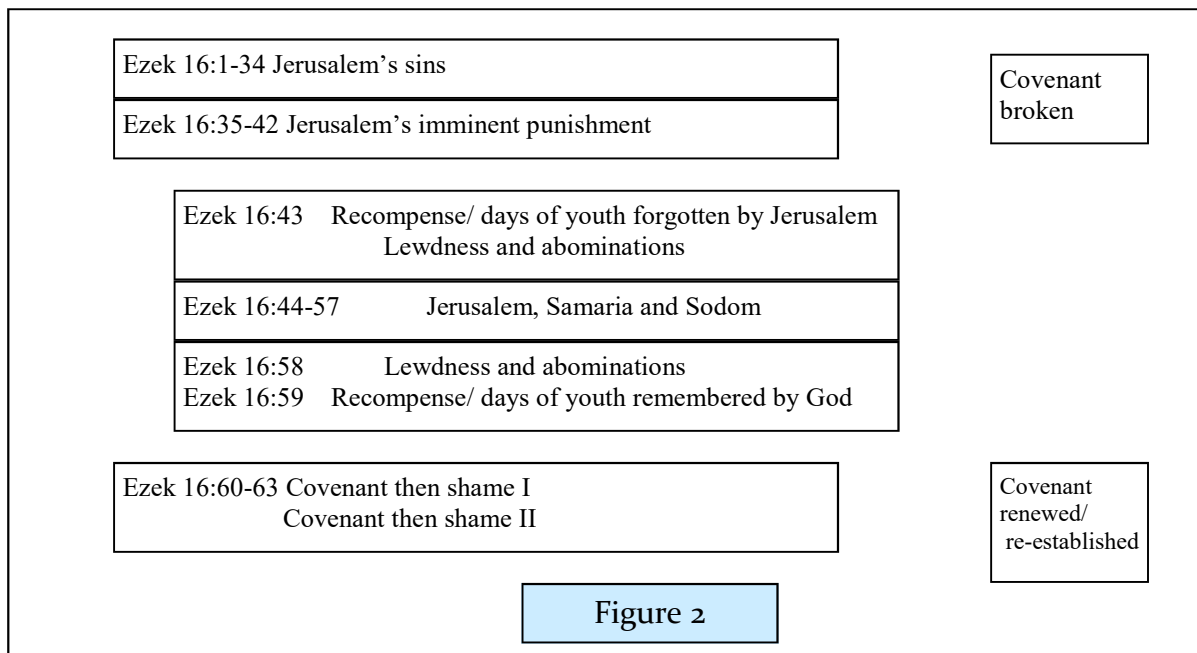 Ezek 16:1-34 Jerusalem’s sins
Covenant
broken
Ezek 16:35-42 Jerusalem’s imminent punishment
Ezek 16:43 Recompense/ days of youth forgotten by Jerusalem
Lewdness and abominations
Ezek 16:44-57 Jerusalem, Samaria and Sodom
Ezek 16:58 Lewdness and abominations
Ezek 16:59 Recompense/ days of youth remembered by God
Ezek 16:60-63 Covenant then shame I
Covenant then shame II
Covenant
renewed/
re-established
Figure 2